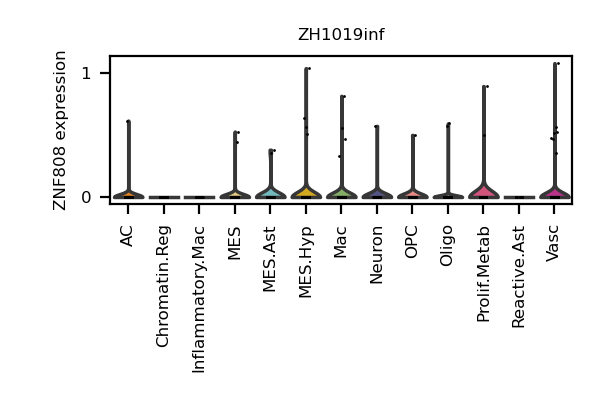 ZH1019inf
ZNF808 expression
1
0
AC
Chromatin.Reg
Inflammatory.Mac
MES
MES.Ast
MES.Hyp
Mac
Neuron
OPC
Oligo
Prolif.Metab
Reactive.Ast
Vasc